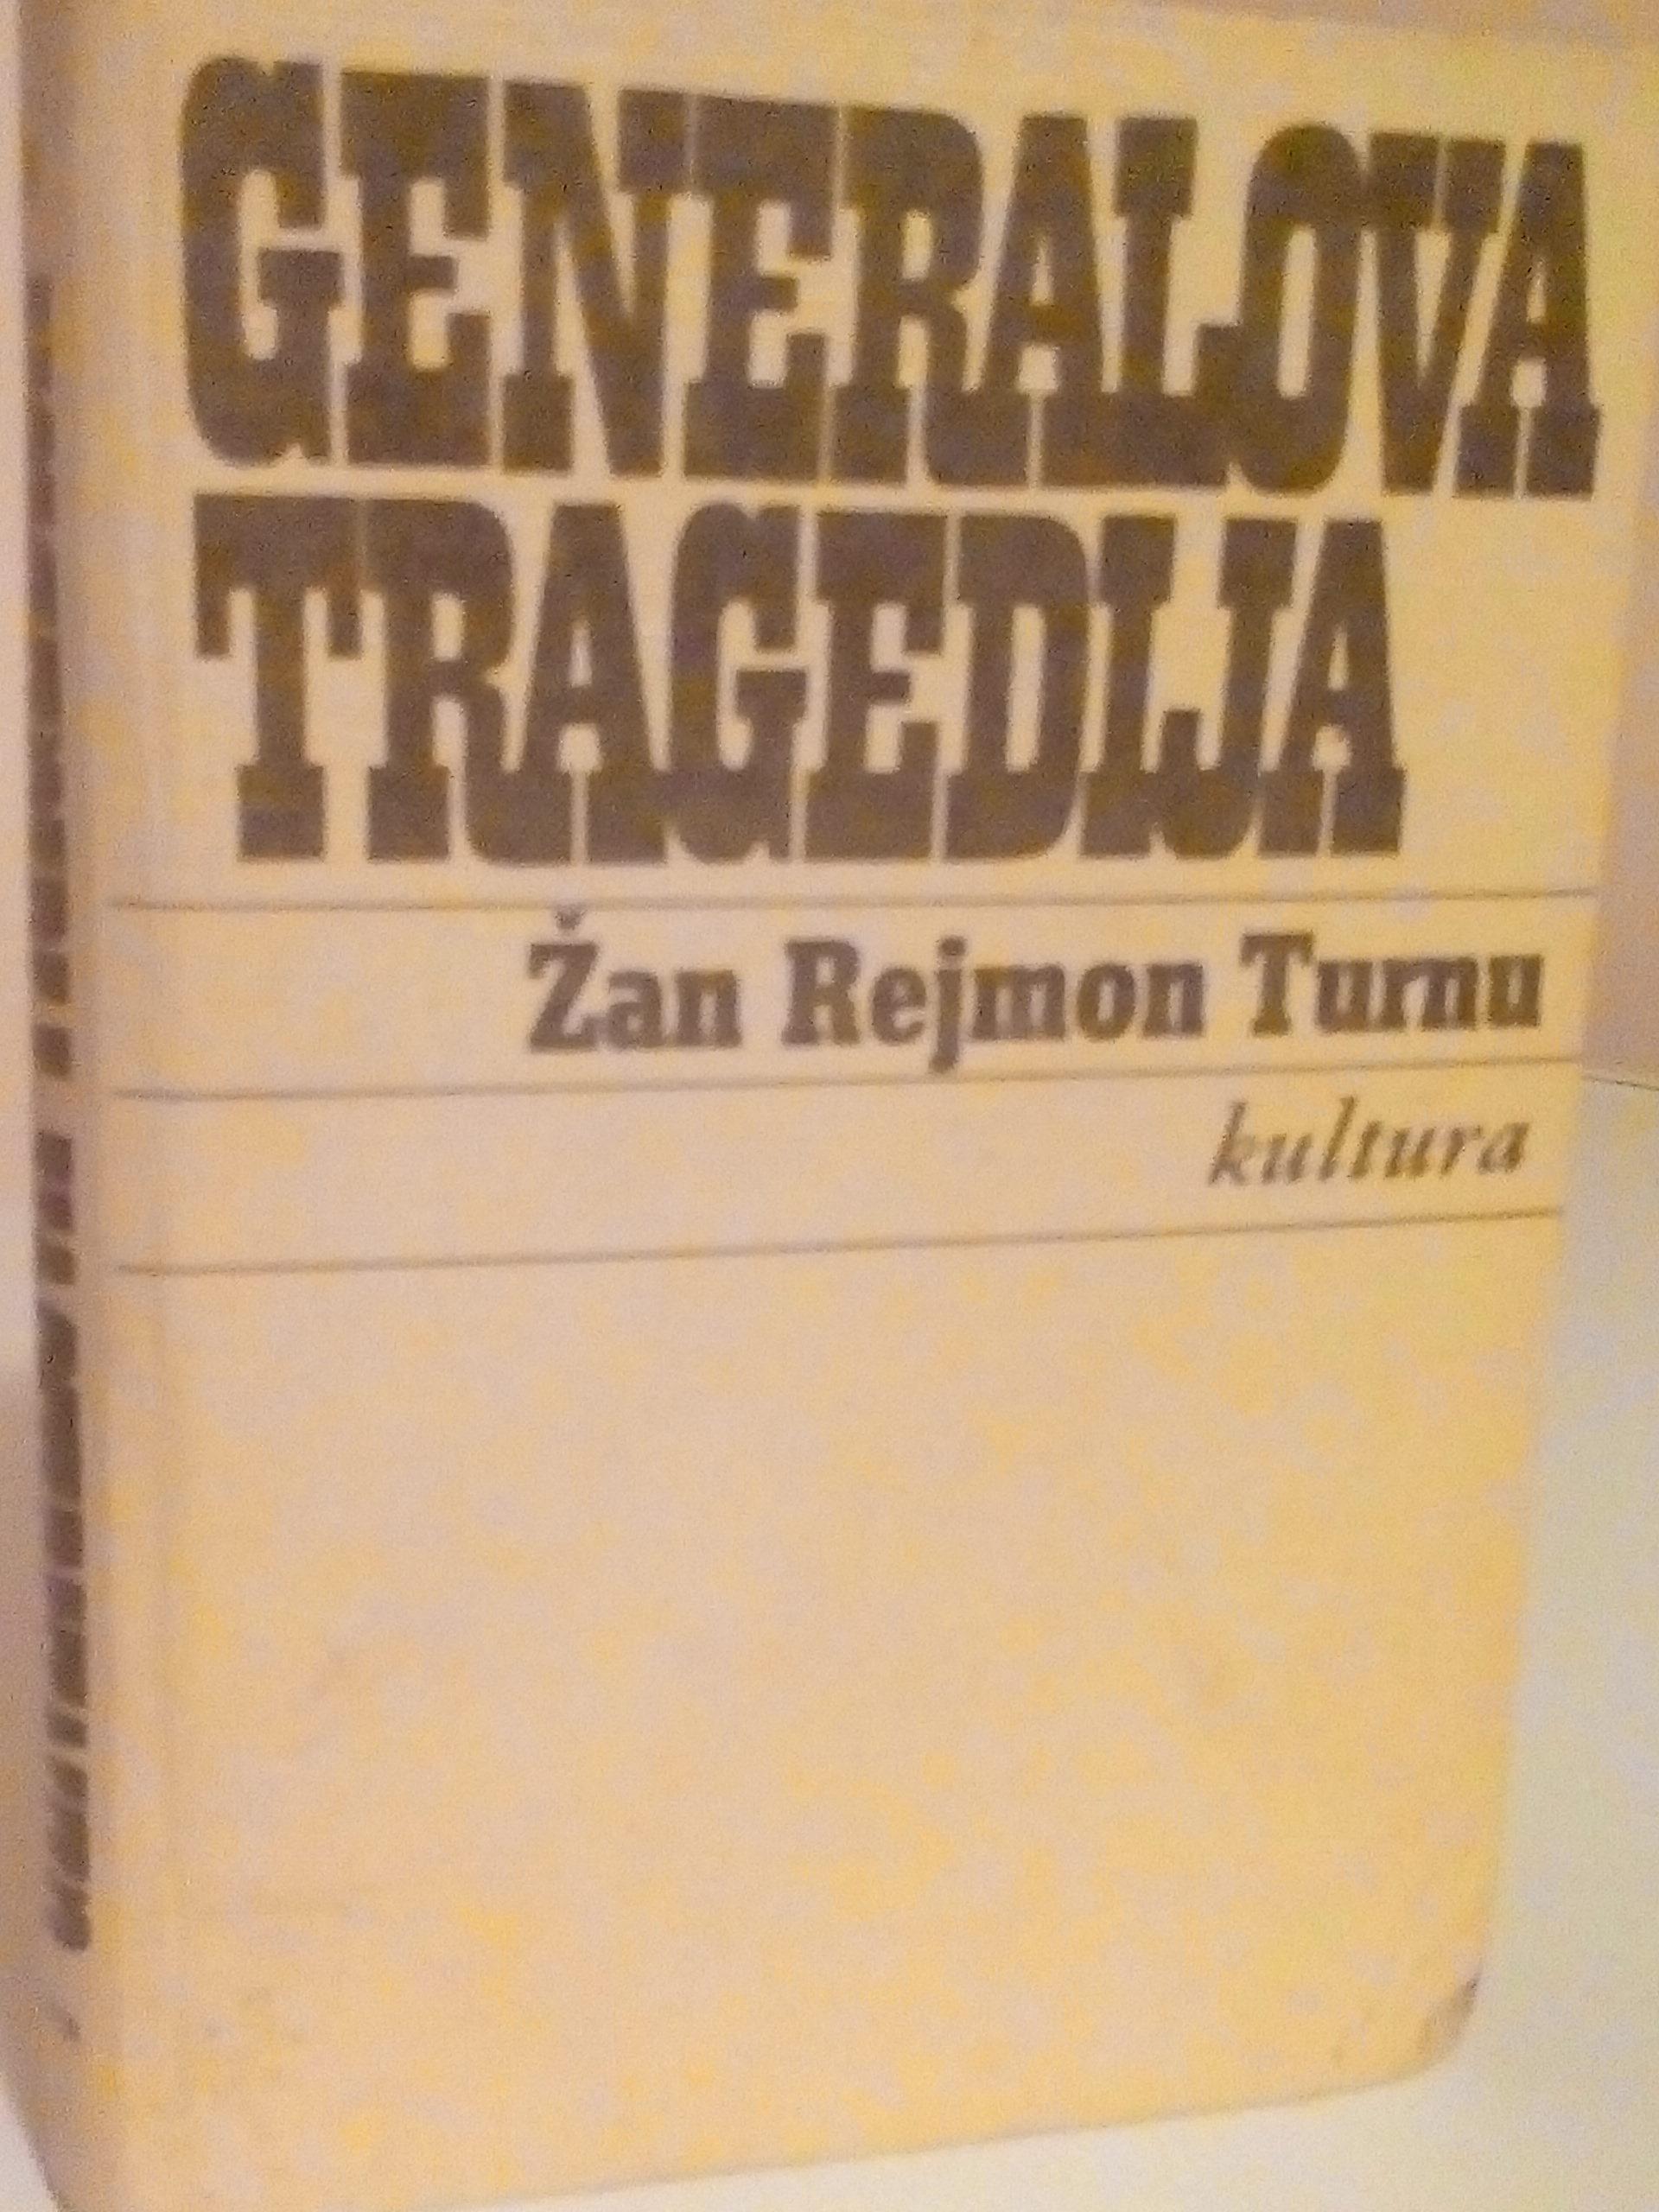 GENERALOVA
TRAGEDIJA
Žan Rejmon Turnu
kultura